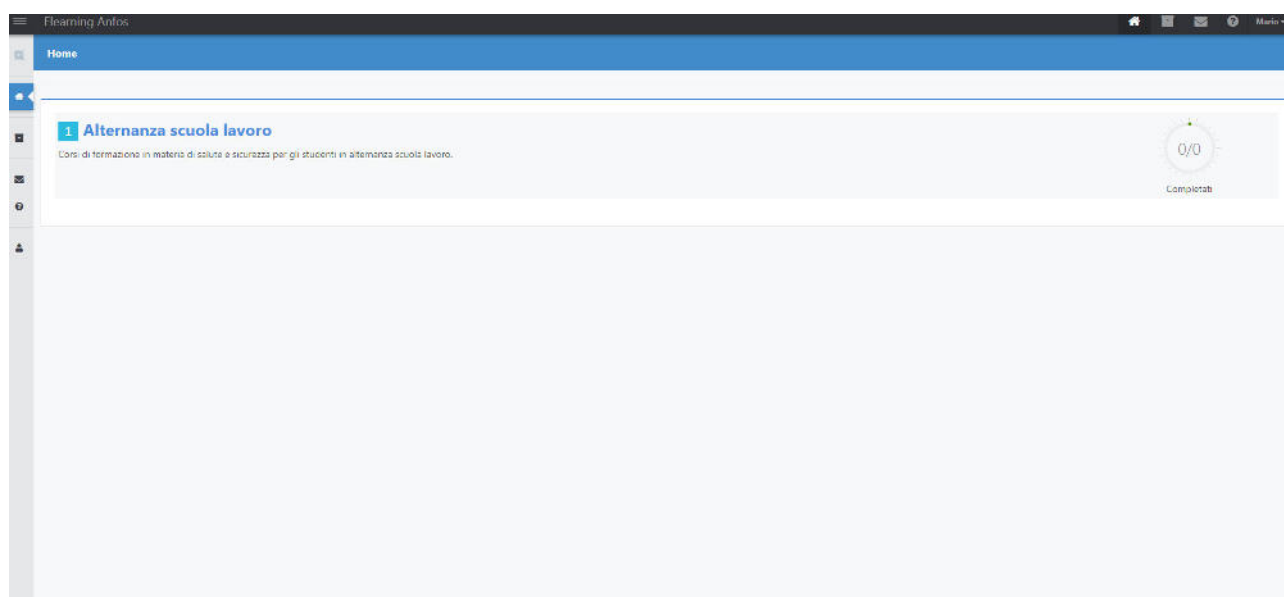 Elearning Anfos
Mario
Home
1 Alternanza scuola lavoro
Corsi di formazione in materia di salute e sicurezza per gli studenti in alternanza scuola lavoro.
0/0
Completati